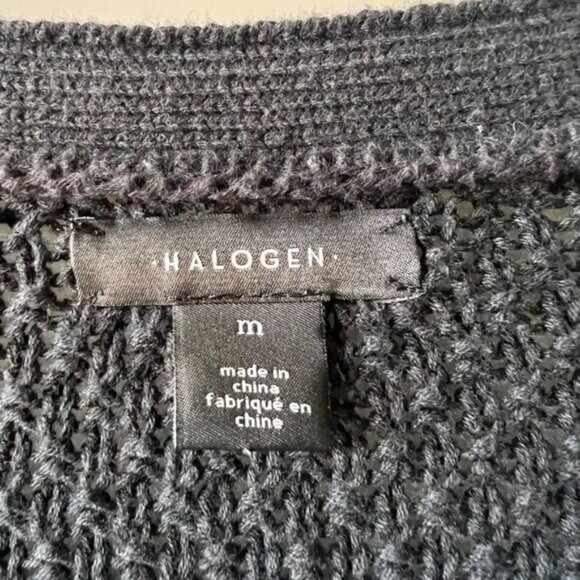 ·HALOGEN·
m
made in
china
fabriqué en
chine